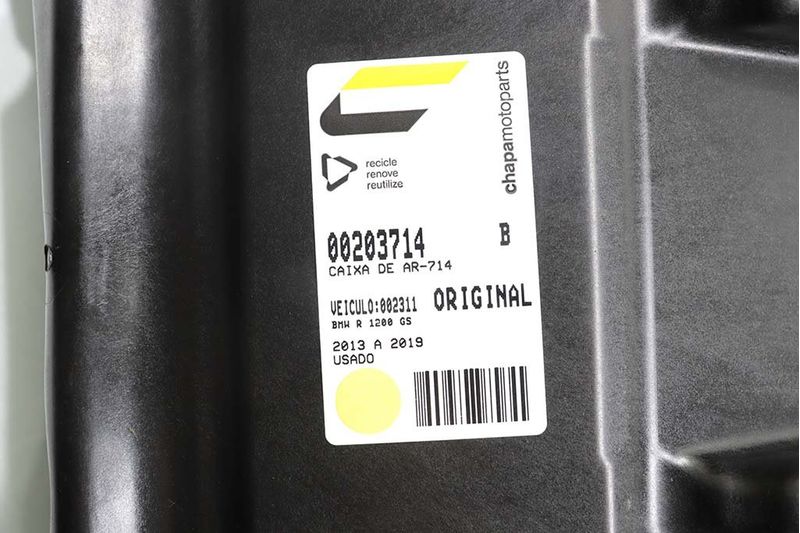 chapamotoparts
recicle
renove
reutilize
00203714 B
CAIXA DE AR-714
VEICULO:002311 ORIGINAL
BMW R 1200 GS
2013 A 2019
USADO